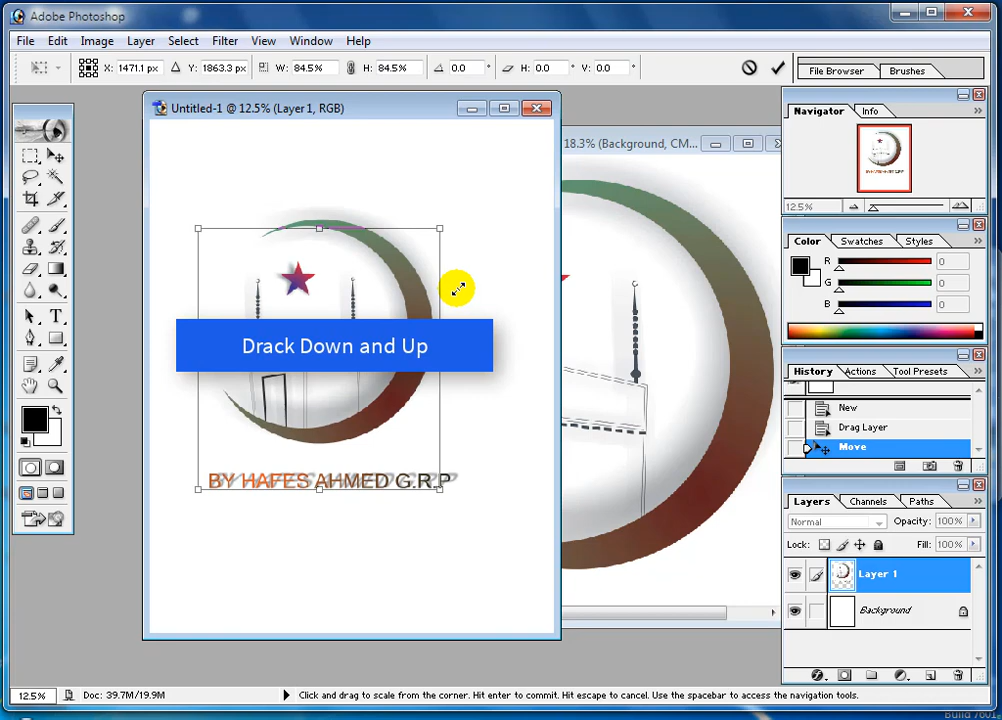 Adobe Photoshop
File Edit Image Layer Select Filter View Window Help
X: 1471.1 px Y: 1863.3 px W: 84.5% H: 84.5% 0.0 ° H: 0.0 ° V: 0.0 °
File Browser Brushes
Untitled-1 @ 12.5% (Layer 1, RGB)
18.3% (Background, CM...
Navigator Info
12.5%
Color Swatches Styles
R 0
G 0
B 0
History Actions Tool Presets
New
Drag Layer
Move
Layers Channels Paths
Normal Opacity: 100%
Lock: Fill: 100%
Layer 1
Background
Drack Down and Up
BY HAFES AHMED G.R.P
12.5% Doc: 39.7M/19.9M Click and drag to scale from the corner. Hit enter to commit. Hit escape to cancel. Use the spacebar to access the navigation tools.
Build 7601